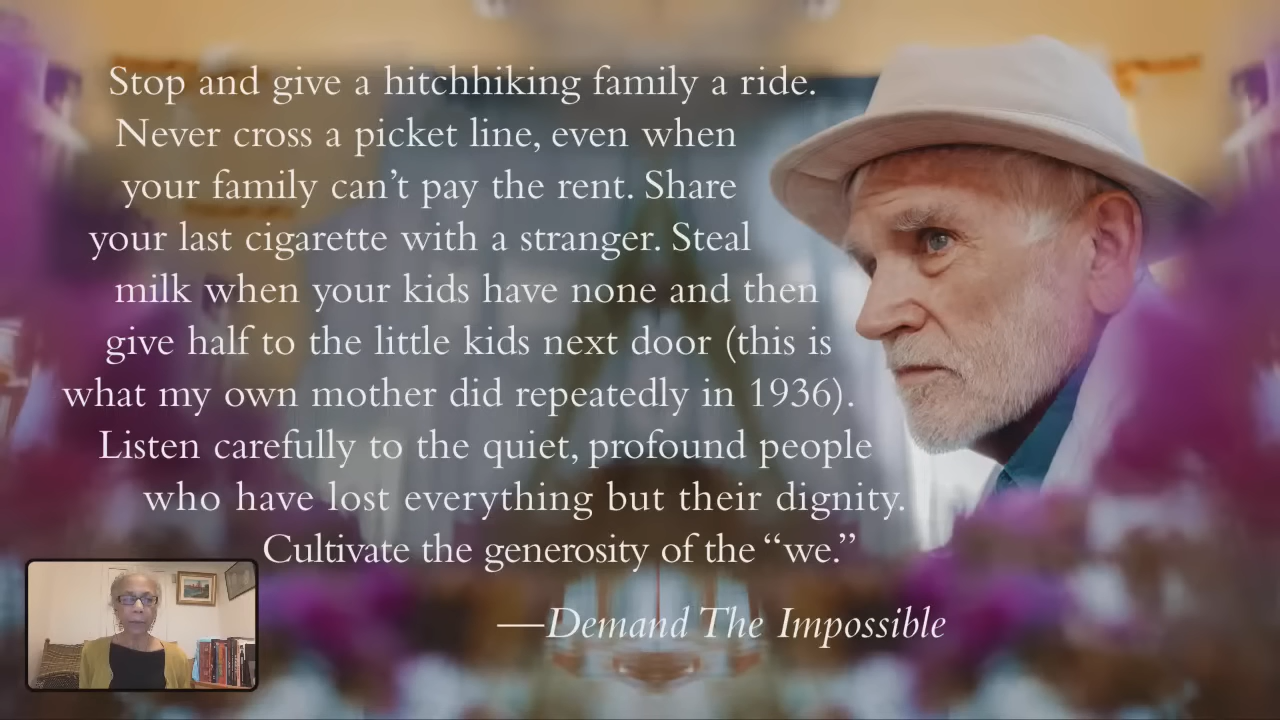 Stop and give a hitchhiking family a ride.
Never cross a picket line, even when
your family can’t pay the rent. Share
your last cigarette with a stranger. Steal
milk when your kids have none and then
give half to the little kids next door (this is
what my own mother did repeatedly in 1936).
Listen carefully to the quiet, profound people
who have lost everything but their dignity.
Cultivate the generosity of the “we.”
—Demand The Impossible